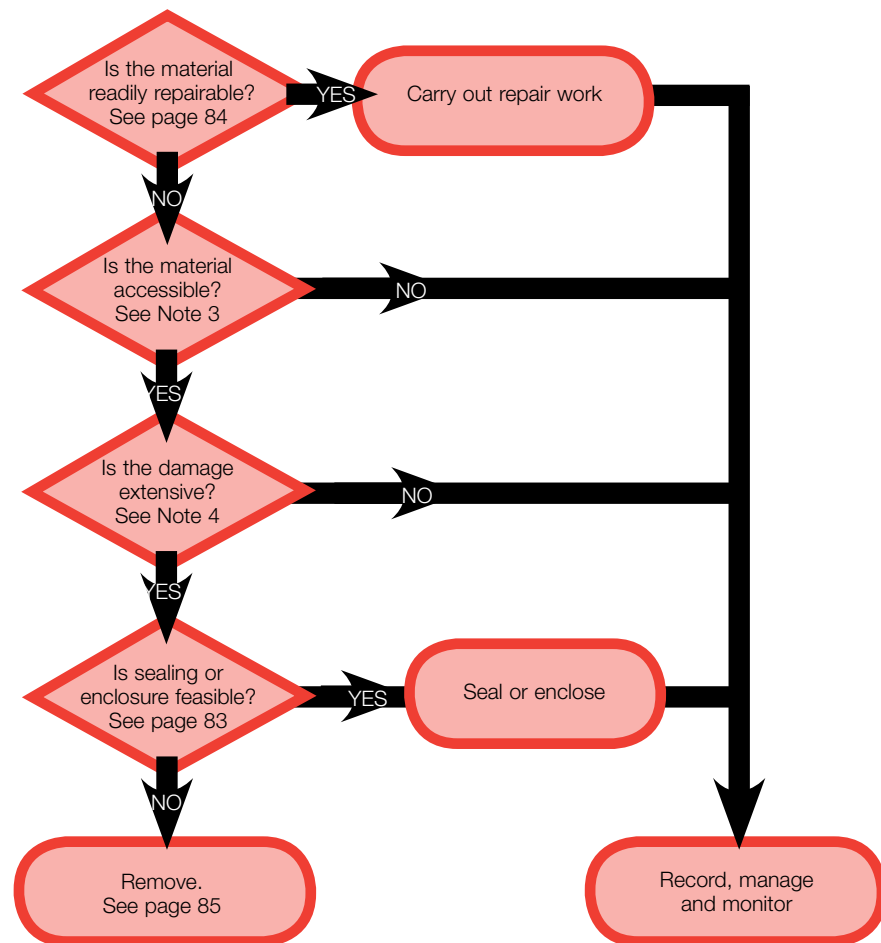 Is the material
readily repairable?
See page 84
YES
Carry out repair work
NO
Is the material
accessible?
See Note 3
NO
YES
Is the damage
extensive?
See Note 4
NO
YES
Is sealing or
enclosure feasible?
See page 83
YES
Seal or enclose
NO
Remove.
See page 85
Record, manage
and monitor